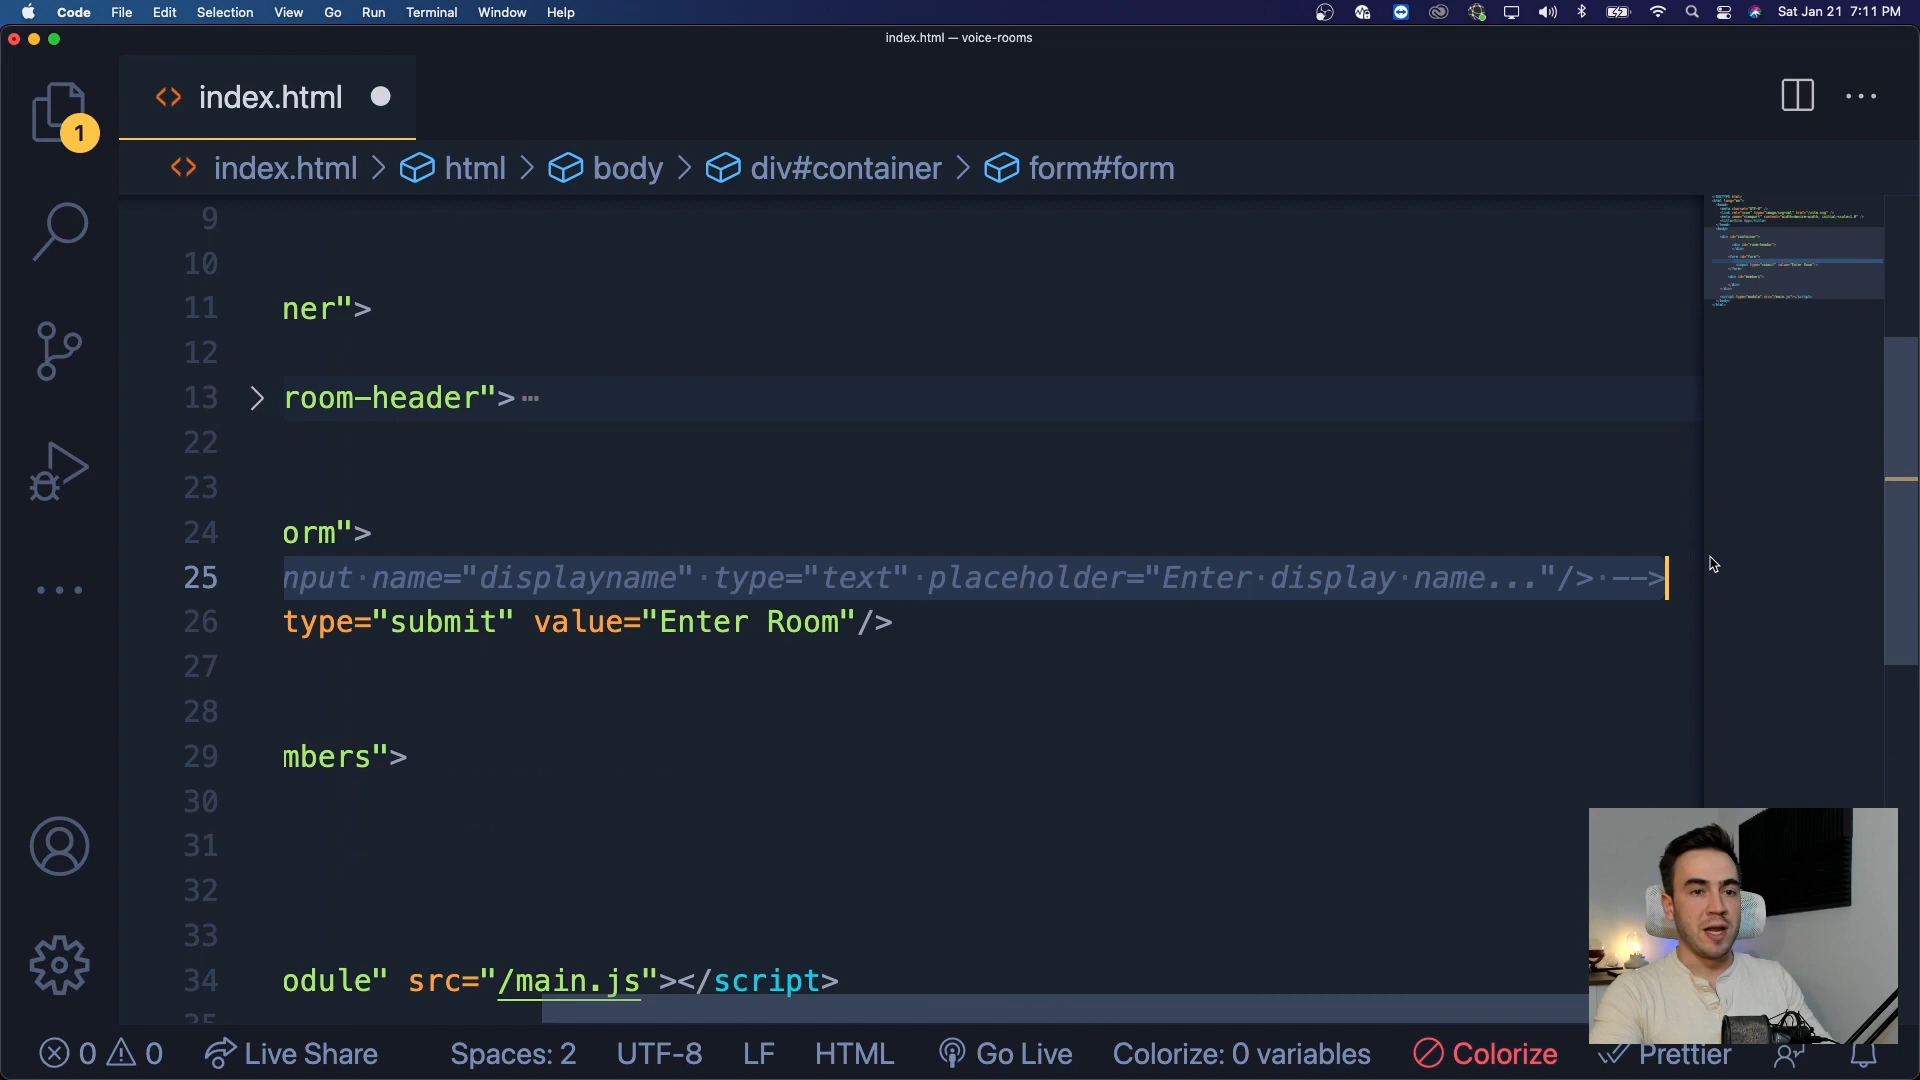 Code File Edit Selection View Go Run Terminal Window Help Sat Jan 21 7:11 PM
index.html — voice-rooms
<> index.html
1
<> index.html > html > body > div#container > form#form
9
10
11 ner">
12
13 room-header">…
22
23
24 orm">
25 nput·name="displayname"·type="text"·placeholder="Enter·display·name..."/>·-->
26 type="submit" value="Enter Room"/>
27
28
29 mbers">
30
31
32
33
34 odule" src="/main.js"></script>
35
0 0 Live Share Spaces: 2 UTF-8 LF HTML Go Live Colorize: 0 variables Colorize Prettier